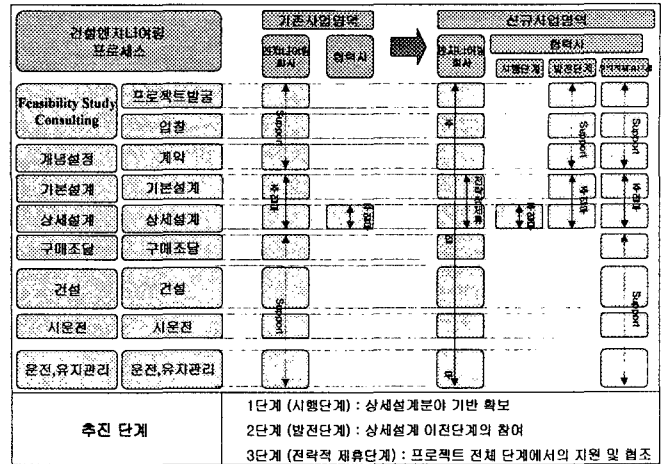 건설엔지니어링
프로세스
기존사업영역
신규사업영역
엔지니어링
회사
협력사
엔지니어링
회사
협력사
시행단계
발전단계
Feasibility Study
Consulting
프로젝트발굴
입찰
개념설정
계약
기본설계
기본설계
상세설계
상세설계
구매조달
구매조달
건설
건설
시운전
시운전
운전,유지관리
운전,유지관리
Support
Support
Support
Support
Support
추진 단계
1단계 (시행단계) : 상세설계분야 기반 확보
2단계 (발전단계) : 상세설계 이전단계의 참여
3단계 (전략적 제휴단계) : 프로젝트 전체 단계에서의 지원 및 협조